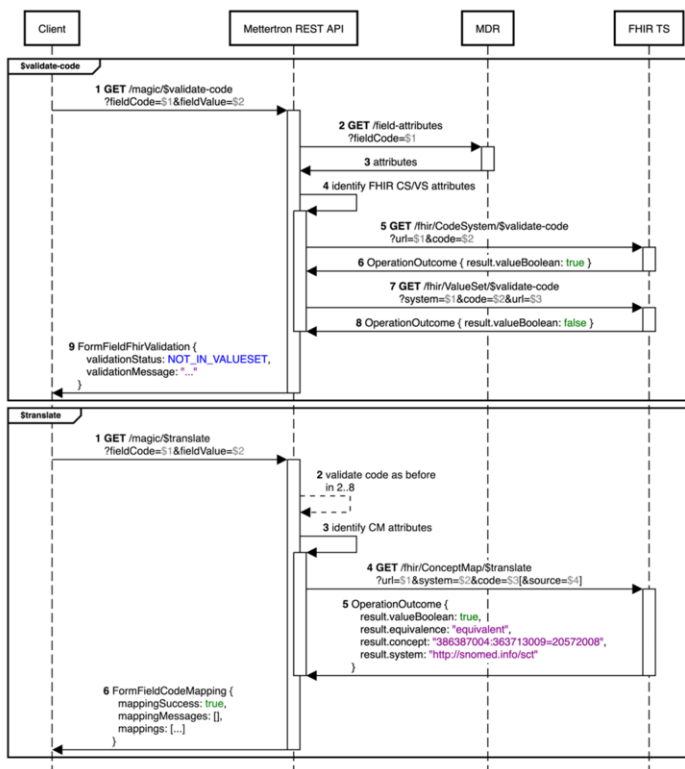 Client
Mettertron REST API
MDR
FHIR TS
$validate-code
1 GET /magic/$validate-code
?fieldCode=$1&fieldValue=$2
2 GET /field-attributes
?fieldCode=$1
3 attributes
4 identify FHIR CS/VS attributes
5 GET /fhir/CodeSystem/$validate-code
?url=$1&code=$2
6 OperationOutcome { result.valueBoolean: true }
7 GET /fhir/ValueSet/$validate-code
?system=$1&code=$2&url=$3
8 OperationOutcome { result.valueBoolean: false }
9 FormFieldFhirValidation {
validationStatus: NOT_IN_VALUESET,
validationMessage: "..."
}
$translate
1 GET /magic/$translate
?fieldCode=$1&fieldValue=$2
2 validate code as before
in 2..8
3 identify CM attributes
4 GET /fhir/ConceptMap/$translate
?url=$1&system=$2&code=$3[&source=$4]
5 OperationOutcome {
result.valueBoolean: true,
result.equivalence: "equivalent",
result.concept: "386387004:363713009=20572008",
result.system: "http://snomed.info/sct"
}
6 FormFieldCodeMapping {
mappingSuccess: true,
mappingMessages: [],
mappings: [...]
}